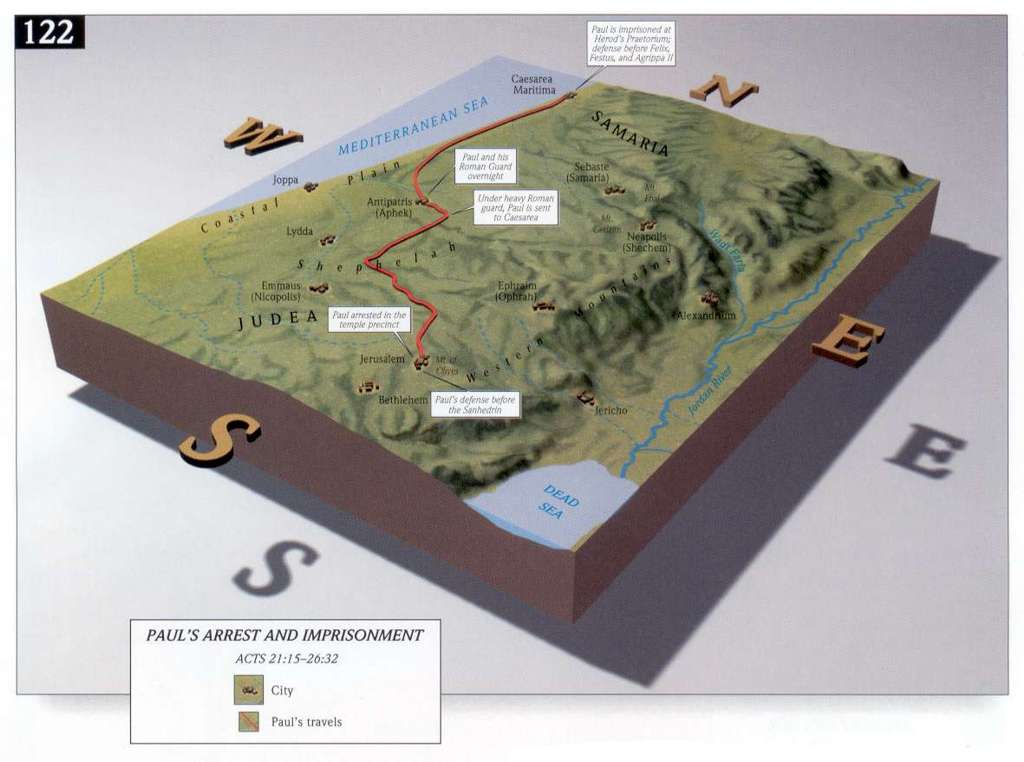 122
Paul is imprisoned at
Herod's Praetorium;
defense before Felix,
Festus, and Agrippa II
Caesarea
Maritima
N
W
MEDITERRANEAN SEA
SAMARIA
Paul and his
Roman Guard
overnight
Sebaste
(Samaria)
Mt.
Ebal
Joppa
Coastal Plain
Antipatris
(Aphek)
Under heavy Roman
guard, Paul is sent
to Caesarea
Mt.
Gerizim
Neapolis
(Shechem)
Wadi Faria
Lydda
Shephelah
Emmaus
(Nicopolis)
Ephraim
(Ophrah)
Western Mountains
Alexandrium
JUDEA
Paul arrested in the
temple precinct
E
Jerusalem
Mt. of
Olives
Bethlehem
Paul's defense before
the Sanhedrin
Jericho
Jordan River
S
E
DEAD
SEA
S
PAUL'S ARREST AND IMPRISONMENT
ACTS 21:15–26:32
City
Paul's travels